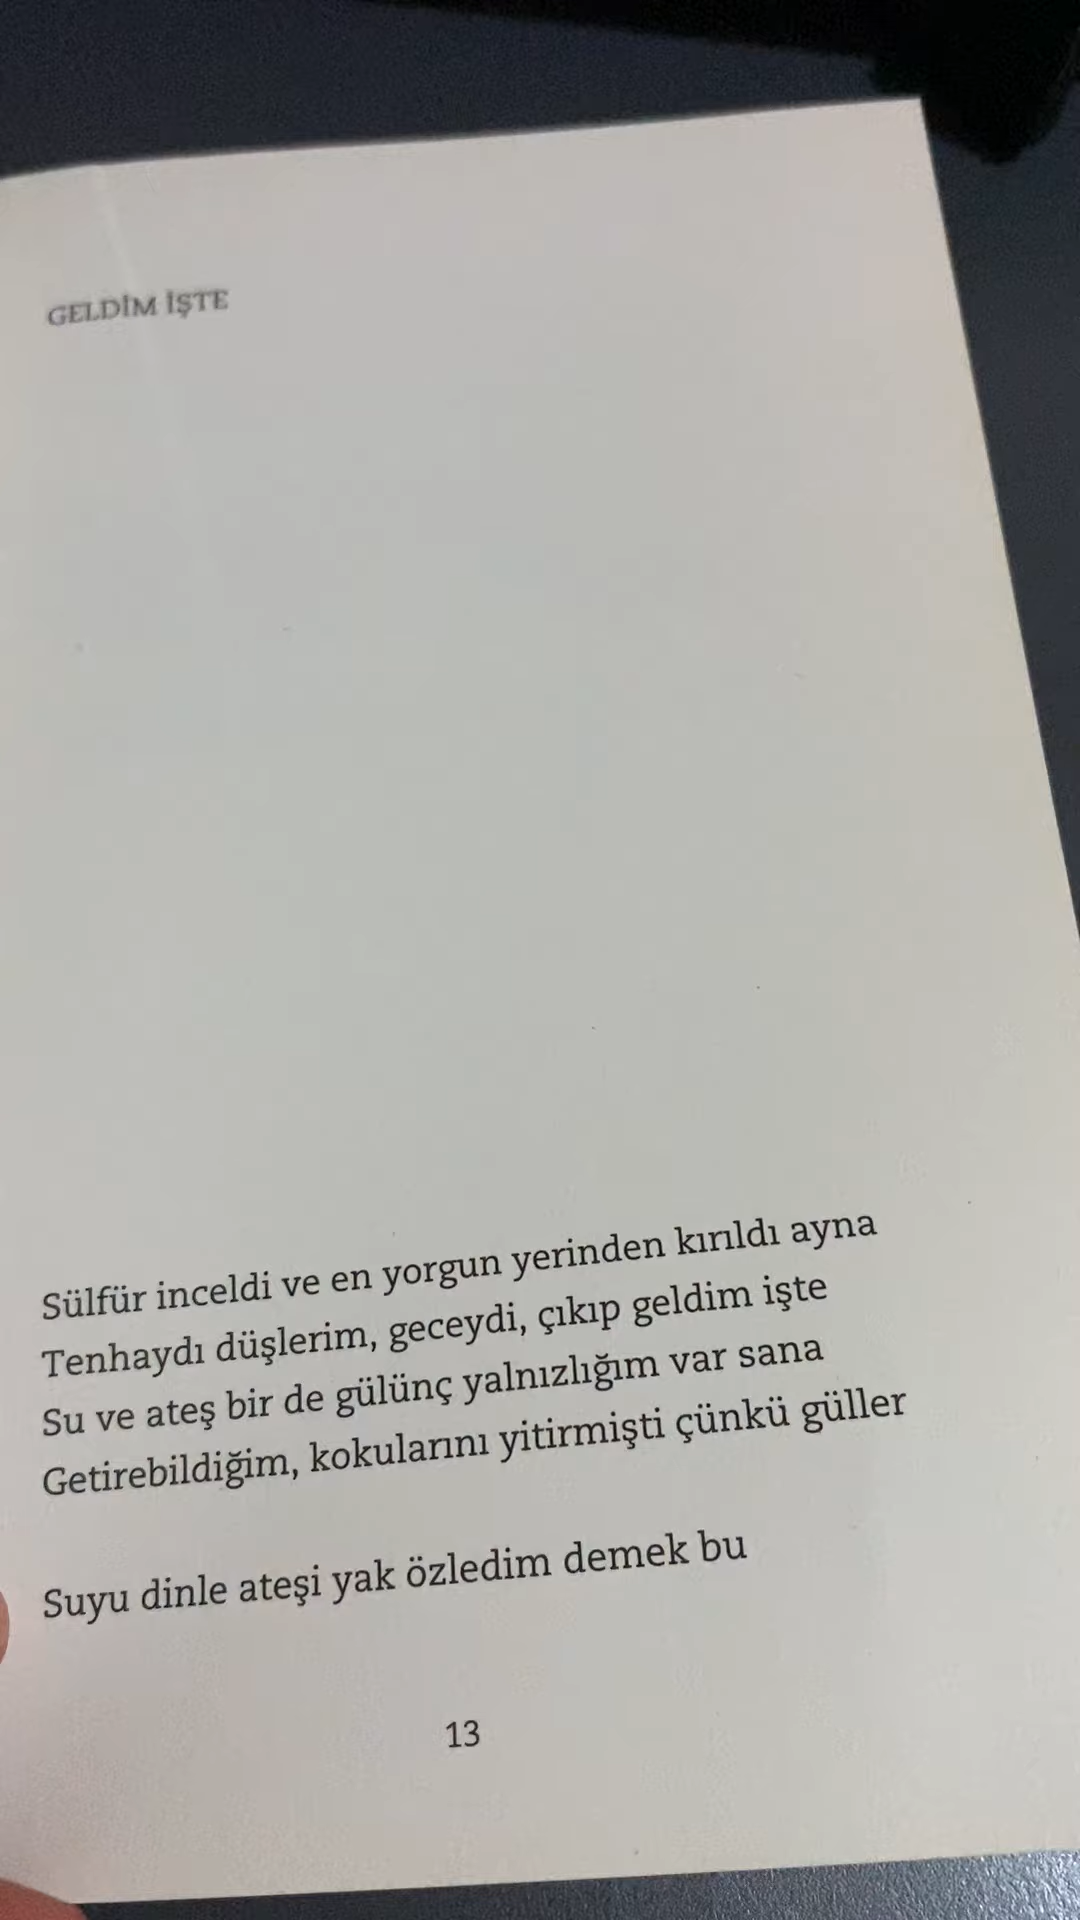 GELDİM İŞTE
Sülfür inceldi ve en yorgun yerinden kırıldı ayna
Tenhaydı düşlerim, geceydi, çıkıp geldim işte
Su ve ateş bir de gülünç yalnızlığım var sana
Getirebildiğim, kokularını yitirmişti çünkü güller
Suyu dinle ateşi yak özledim demek bu
13